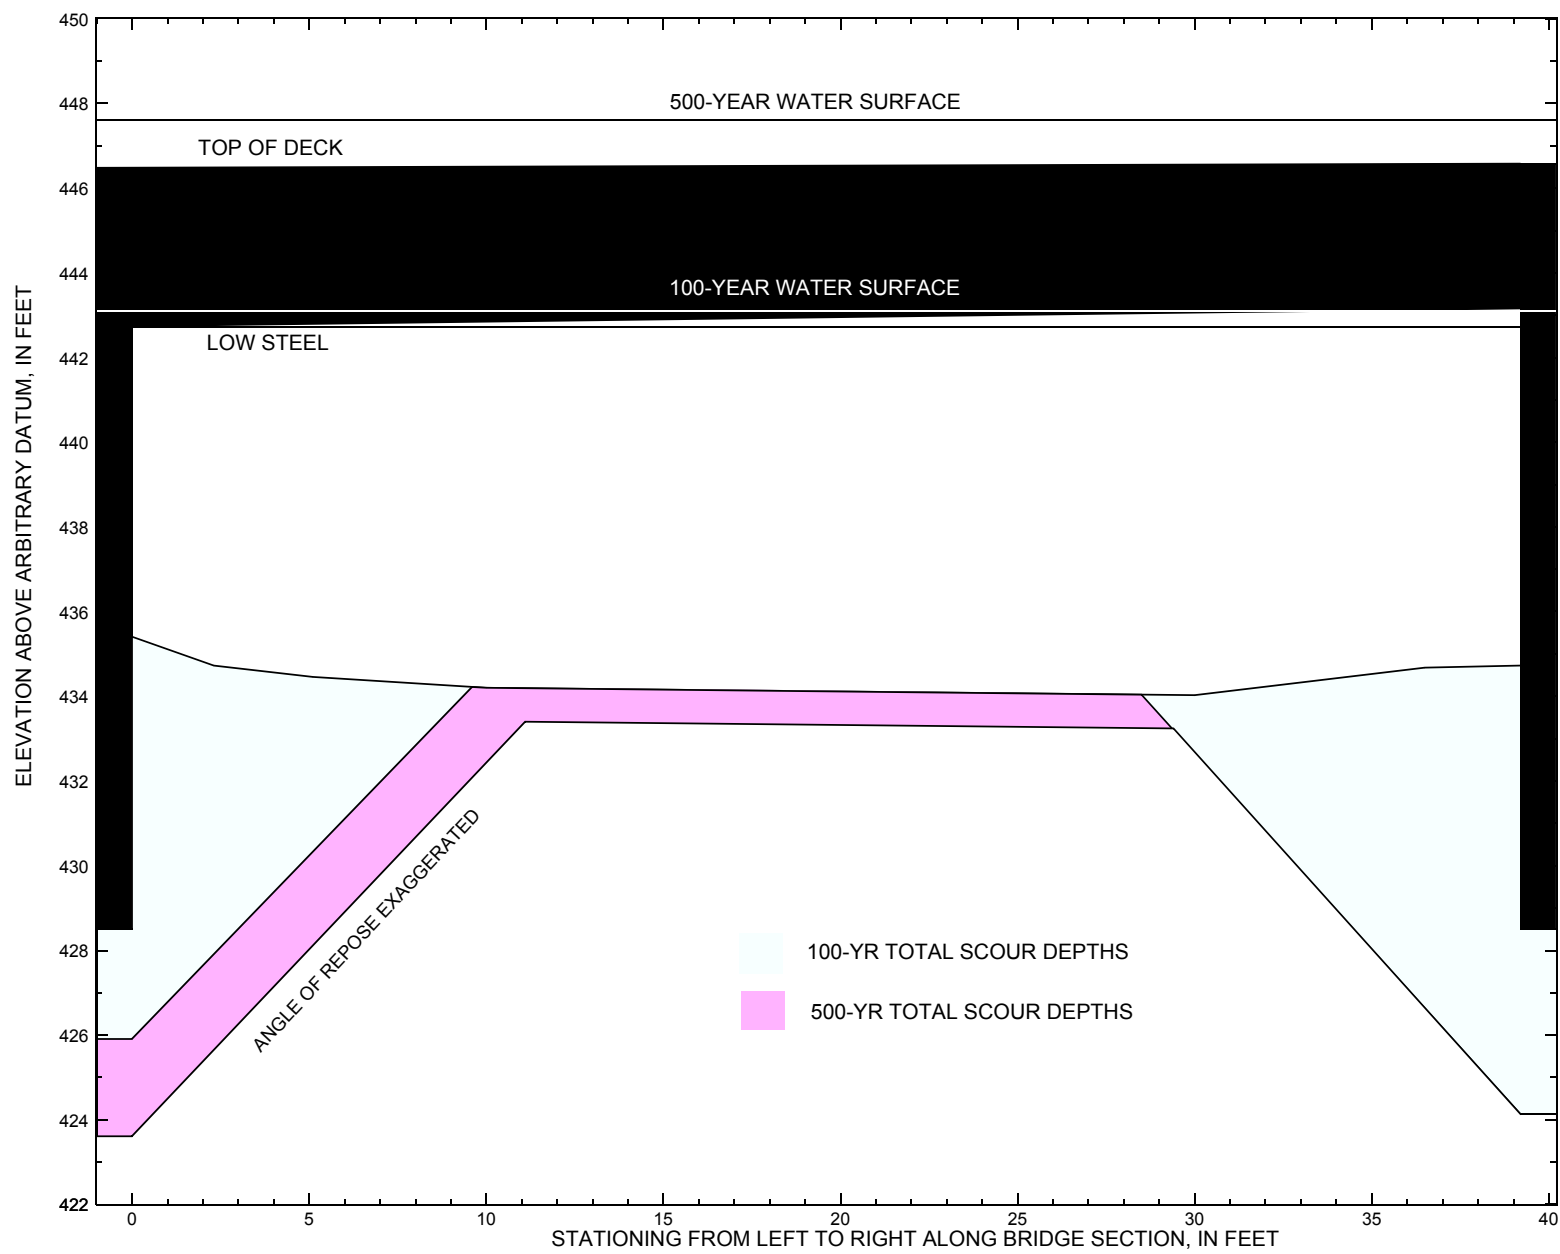 450
448
446
444
442
440
438
436
434
432
430
428
426
424
422
ELEVATION ABOVE ARBITRARY DATUM, IN FEET
500-YEAR WATER SURFACE
TOP OF DECK
100-YEAR WATER SURFACE
LOW STEEL
ANGLE OF REPOSE EXAGGERATED
100-YR TOTAL SCOUR DEPTHS
500-YR TOTAL SCOUR DEPTHS
0 5 10 15 20 25 30 35 40
STATIONING FROM LEFT TO RIGHT ALONG BRIDGE SECTION, IN FEET